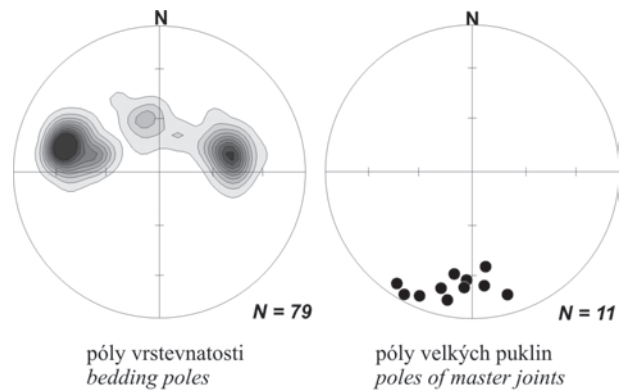 N
N
N = 79
N = 11
póly vrstevnatosti
bedding poles
póly velkých puklin
poles of master joints